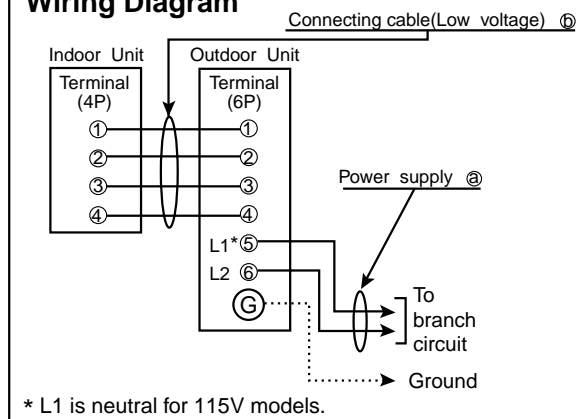 Wiring Diagram
Connecting cable(Low voltage) ⓑ
Indoor Unit
Outdoor Unit
Terminal
(4P)
Terminal
(6P)
① ①
② ②
③ ③
④ ④
Power supply ⓐ
L1*⑤
L2 ⑥
Ⓖ
To
branch
circuit
Ground
* L1 is neutral for 115V models.